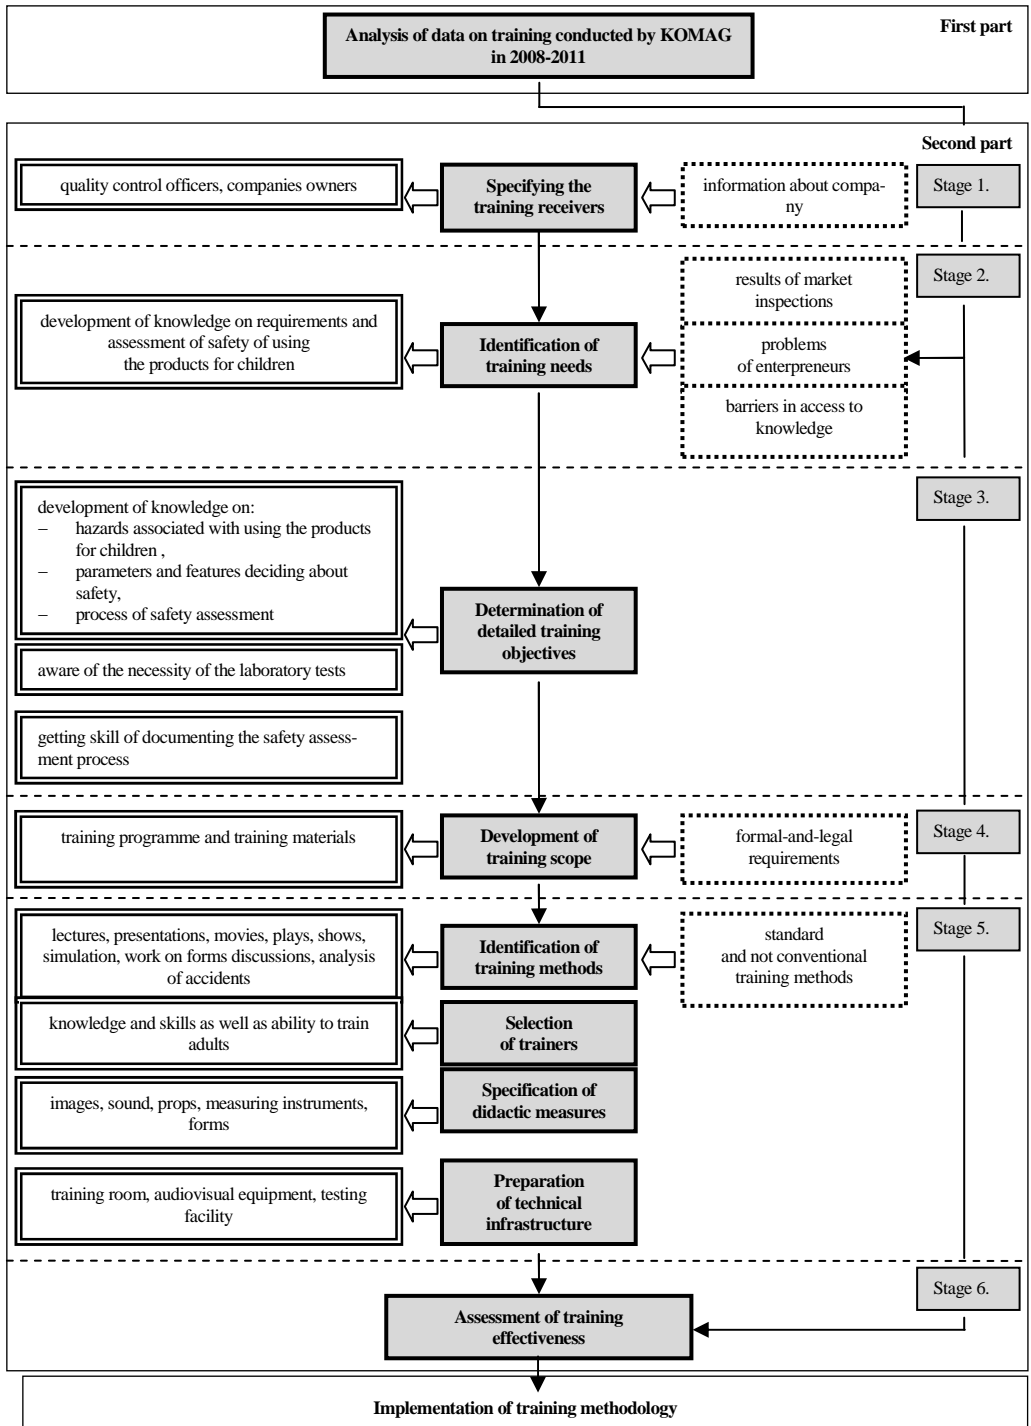 First part
Analysis of data on training conducted by KOMAG
in 2008-2011
Second part
Stage 1.
quality control officers, companies owners
Specifying the
training receivers
information about compa-
ny
Stage 2.
development of knowledge on requirements and
assessment of safety of using
the products for children
Identification of
training needs
results of market
inspections
problems
of enterpreneurs
barriers in access to
knowledge
Stage 3.
development of knowledge on:
– hazards associated with using the products
for children ,
– parameters and features deciding about
safety,
– process of safety assessment
aware of the necessity of the laboratory tests
getting skill of documenting the safety assess-
ment process
Determination of
detailed training
objectives
Stage 4.
training programme and training materials
Development of
training scope
formal-and-legal
requirements
Stage 5.
lectures, presentations, movies, plays, shows,
simulation, work on forms discussions, analysis
of accidents
Identification of
training methods
standard
and not conventional
training methods
knowledge and skills as well as ability to train
adults
Selection
of trainers
images, sound, props, measuring instruments,
forms
Specification of
didactic measures
training room, audiovisual equipment, testing
facility
Preparation
of technical
infrastructure
Stage 6.
Assessment of training
effectiveness
Implementation of training methodology